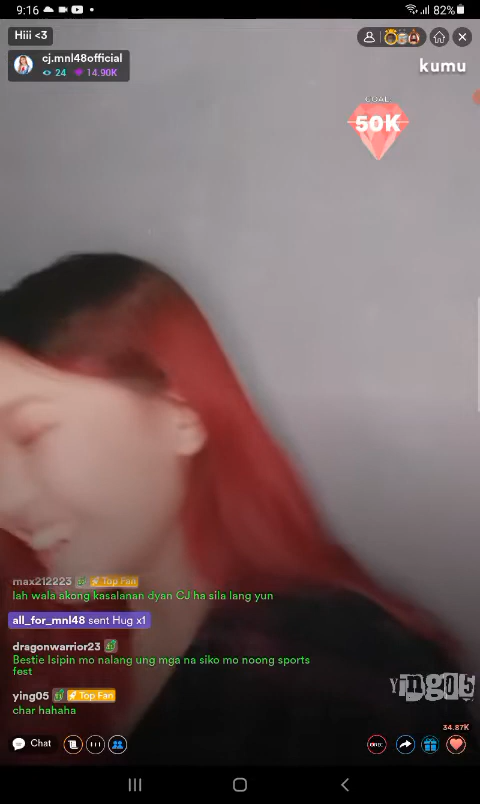 9:16
82%
Hiii <3
cj.mnl48official
24 14.90K
kumu
GOAL
50K
max212223 Top Fan
lah wala akong kasalanan dyan CJ ha sila lang yun
all_for_mnl48 sent Hug x1
dragonwarrior23
Bestie Isipin mo nalang ung mga na siko mo noong sports
fest
ying05 Top Fan
char hahaha
Ying05
34.87K
Chat